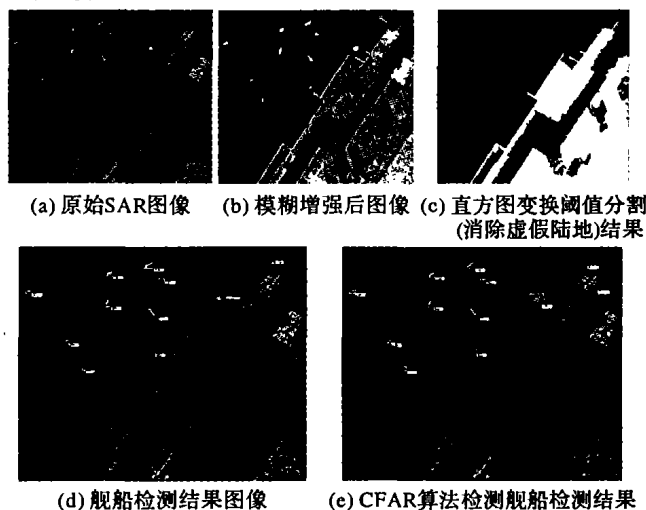 (a) 原始SAR图像
(b) 模糊增强后图像
(c) 直方图变换阈值分割
(消除虚假陆地)结果
(d) 舰船检测结果图像
(e) CFAR算法检测舰船检测结果